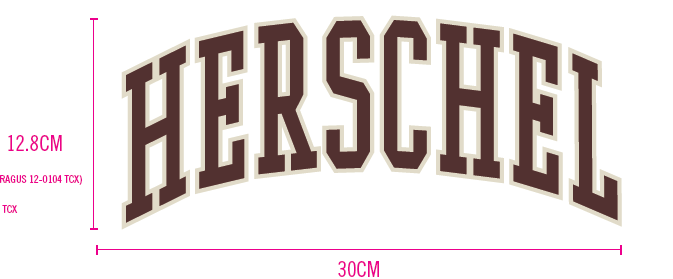 HERSCHEL
12.8CM
RAGUS 12-0104 TCX)
TCX
30CM